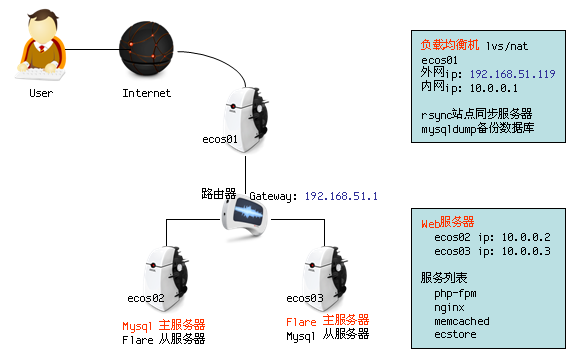 User
Internet
ecos01
路由器 Gateway: 192.168.51.1
ecos02
ecos03
Mysql 主服务器
Flare 从服务器
Flare 主服务器
Mysql 从服务器
负载均衡机 lvs/nat
ecos01
外网ip: 192.168.51.119
内网ip: 10.0.0.1
rsync站点同步服务器
mysqldump备份数据库
Web服务器
ecos02 ip: 10.0.0.2
ecos03 ip: 10.0.0.3
服务列表
php-fpm
nginx
memcached
ecstore